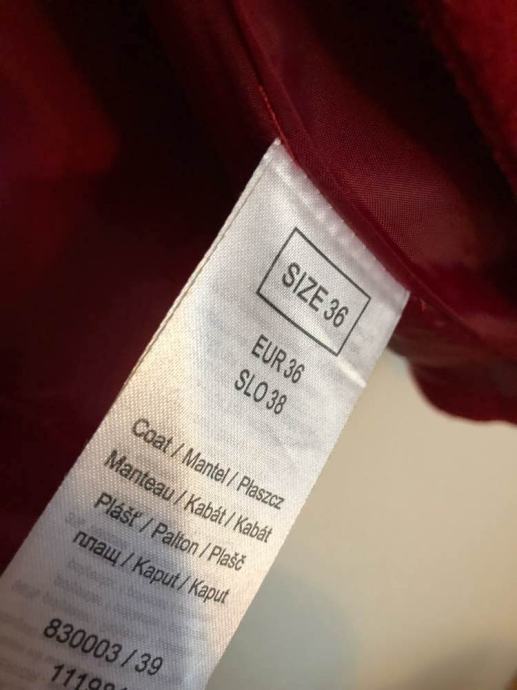 SIZE 36
EUR 36
SLO 38
Coat / Mantel / Płaszcz
Manteau / Kabát / Kabát
Plášť / Palton / Plašč
плащ / Kaput / Kaput
830003 / 39